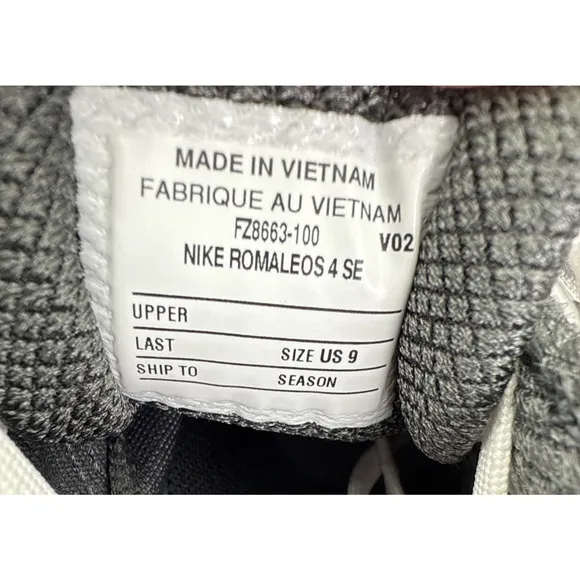 MADE IN VIETNAM
FABRIQUE AU VIETNAM
FZ8663-100 V02
NIKE ROMALEOS 4 SE
UPPER
LAST SIZE US 9
SHIP TO SEASON